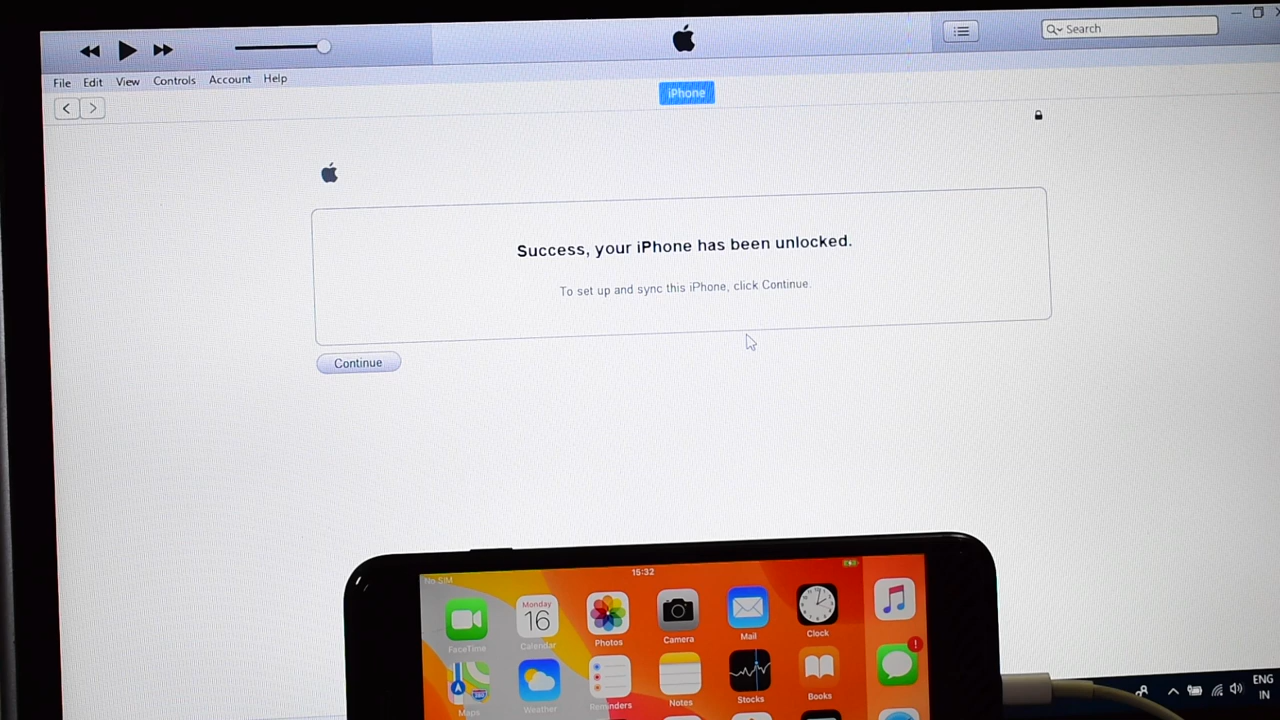 Search
File Edit View Controls Account Help
iPhone
Success, your iPhone has been unlocked.
To set up and sync this iPhone, click Continue.
Continue
No SIM
15:32
Monday
16
FaceTime Calendar Photos Camera Mail Clock
!
Maps Weather Reminders Notes Stocks Books
ENG
IN